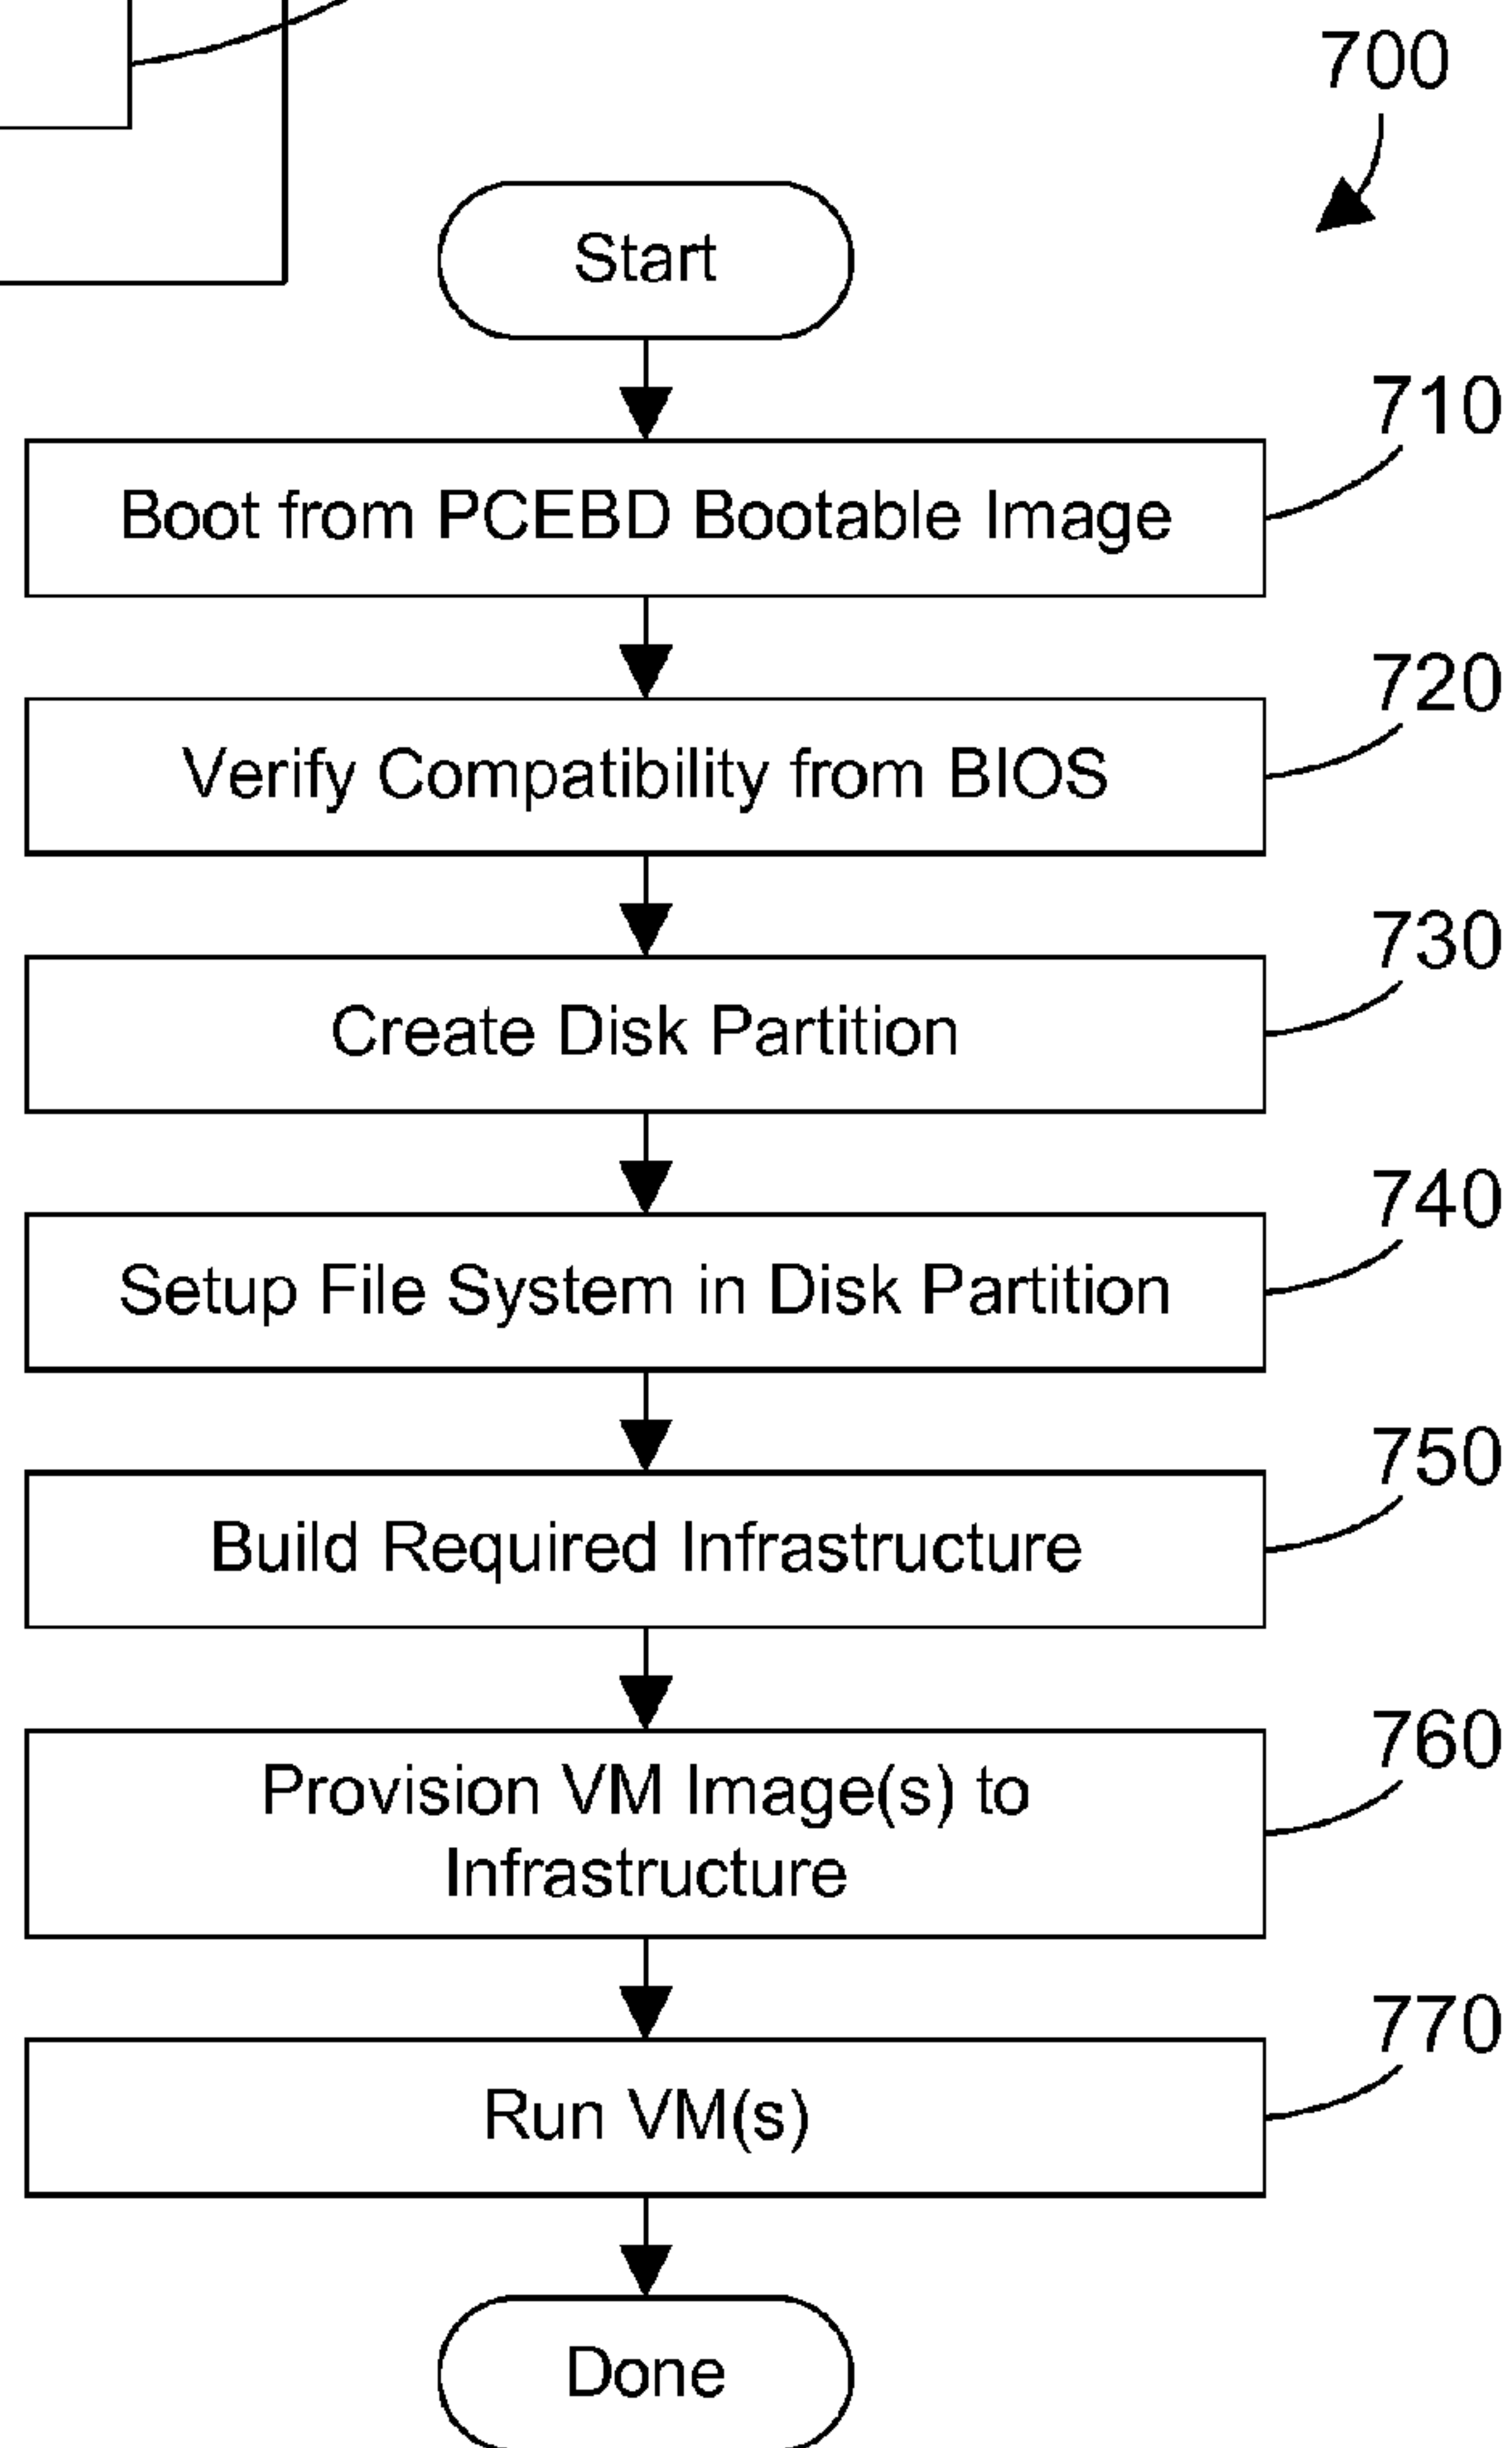 700
Start
710
Boot from PCEBD Bootable Image
720
Verify Compatibility from BIOS
730
Create Disk Partition
740
Setup File System in Disk Partition
750
Build Required Infrastructure
760
Provision VM Image(s) to
Infrastructure
770
Run VM(s)
Done